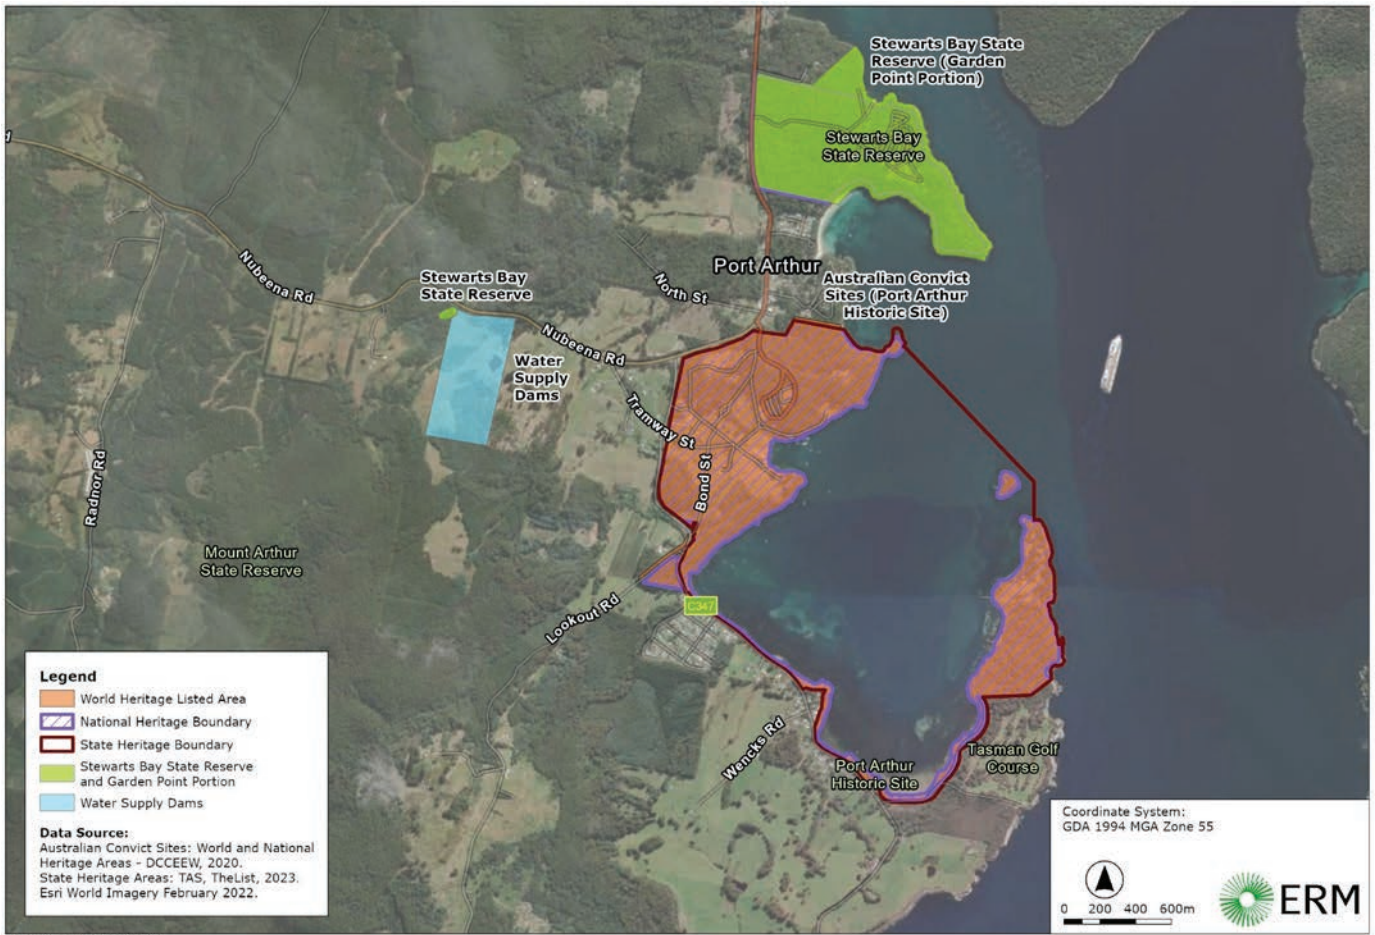 Stewarts Bay State
Reserve (Garden
Point Portion)
Stewarts Bay
State Reserve
Nubeena Rd
Stewarts Bay
State Reserve
North St
Port Arthur
Australian Convict
Sites (Port Arthur
Historic Site)
Nubeena Rd
Water
Supply
Dams
Tramway St
Bond St
Radnor Rd
Mount Arthur
State Reserve
Lookout Rd
C347
Wencks Rd
Port Arthur
Historic Site
Tasman Golf
Course
Legend
World Heritage Listed Area
National Heritage Boundary
State Heritage Boundary
Stewarts Bay State Reserve
and Garden Point Portion
Water Supply Dams
Data Source:
Australian Convict Sites: World and National
Heritage Areas - DCCEEW, 2020.
State Heritage Areas: TAS, TheList, 2023.
Esri World Imagery February 2022.
Coordinate System:
GDA 1994 MGA Zone 55
0 200 400 600m
ERM